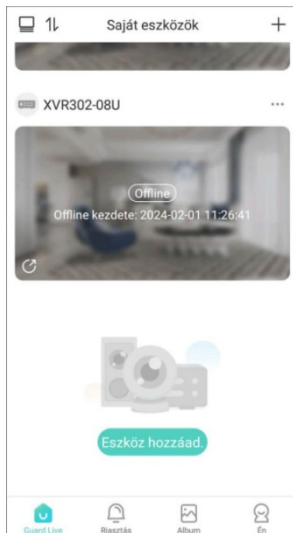 Saját eszközök
XVR302-08U
Offline
Offline kezdete: 2024-02-01 11:26:41
Eszköz hozzáad.
Guard Live Riasztás Album Én